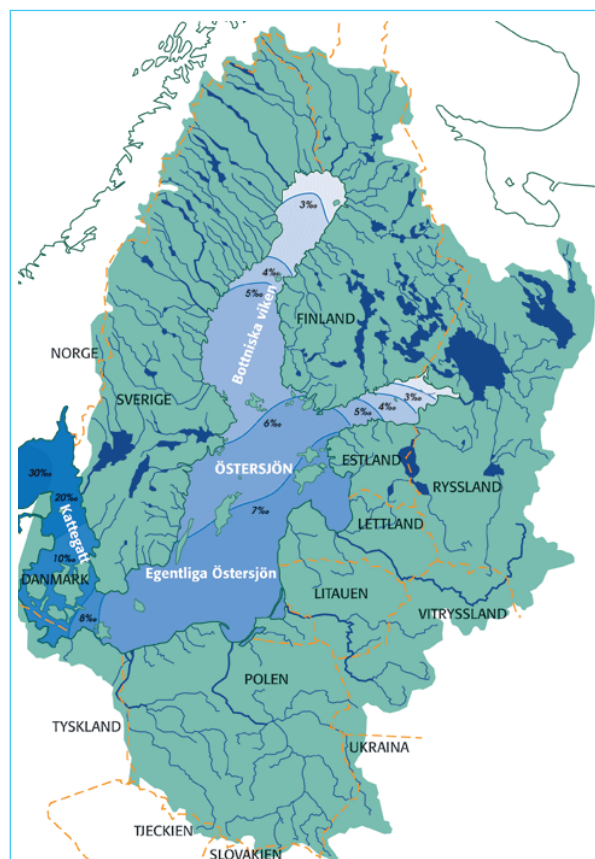 3‰
4‰
5‰
Bottniska viken
FINLAND
NORGE
SVERIGE
3‰
4‰
5‰
6‰
ÖSTERSJÖN
ESTLAND
30‰
RYSSLAND
20‰
7‰
LETTLAND
Kattegatt
10‰
Egentliga Östersjön
DANMARK
LITAUEN
VITRYSSLAND
8‰
POLEN
TYSKLAND
UKRAINA
TJECKIEN
SLOVAKIEN